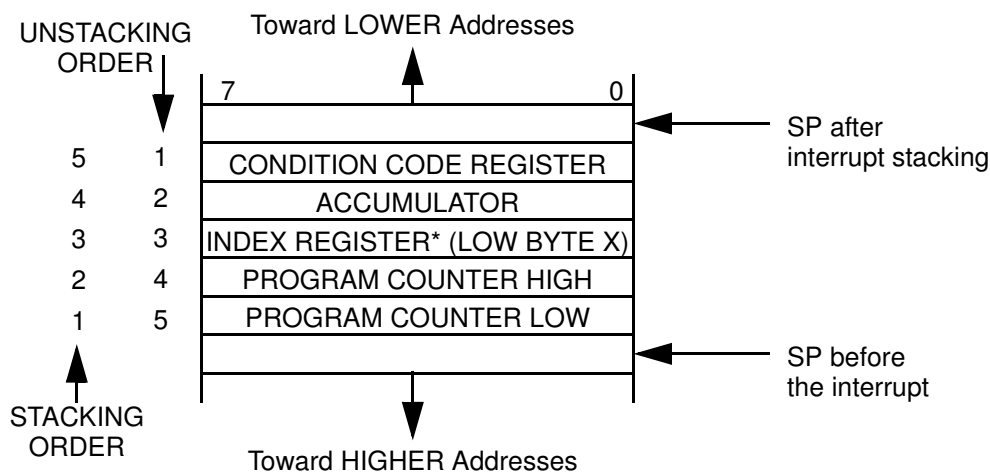 Toward LOWER Addresses
UNSTACKING
ORDER
7 0
SP after
interrupt stacking
5 1 CONDITION CODE REGISTER
4 2 ACCUMULATOR
3 3 INDEX REGISTER* (LOW BYTE X)
2 4 PROGRAM COUNTER HIGH
1 5 PROGRAM COUNTER LOW
SP before
the interrupt
STACKING
ORDER
Toward HIGHER Addresses